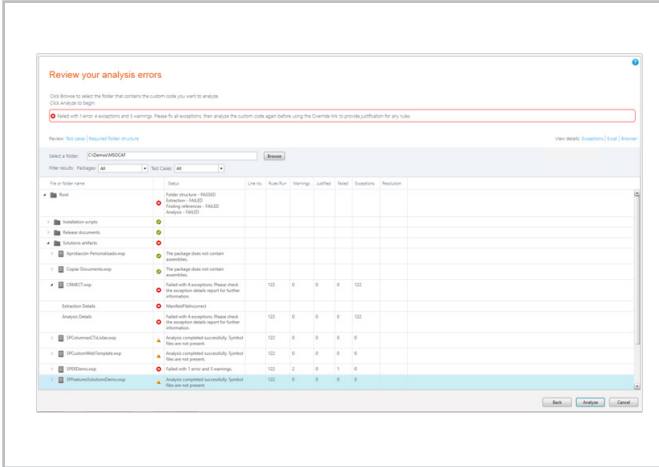 Review your analysis errors
Click Browse to select the folder that contains the custom code you want to analyze
Click Analyze to begin
Failed with 1 error 4 exceptions and 5 warnings. Please fix all exceptions, then analyze the custom code again before using the Override link to provide justification for any rules
Review: Test cases | Required folder structure View details: Exceptions | Excel | Browser
Select a folder: C:\Demos\MSOCAF Browse
Filter results: Packages: All Test Cases: All
File or folder name Status Line no. Rules Run Warnings Justified Failed Exceptions Resolution
Root Folder structure - PASSED
Extraction - FAILED
Finding references - FAILED
Analysis - FAILED
Installation scripts
Release documents
Solutions artifacts
Aprobación Personalizado.wsp The package does not contain
assemblies.
Copiar Documentos.wsp The package does not contain
assemblies.
Failed with 4 exceptions. Please check
the exception details report for further
information. 122 0 0 0 122
Extraction Details ManifestFileIncorrect
Analysis Details Failed with 4 exceptions. Please check
the exception details report for further
information. 122 0 0 0 122
Analysis completed successfully. Symbol
files are not present. 122 0 0 0 0
SPCustomWebTemplate.wsp Analysis completed successfully. Symbol
files are not present. 122 0 0 0 0
Failed with 1 error and 5 warnings. 122 2 0 1 0
SPFeaturesSolutionsDemo.wsp Analysis completed successfully. Symbol
files are not present. 122 0 0 0 0
Back Analyze Cancel